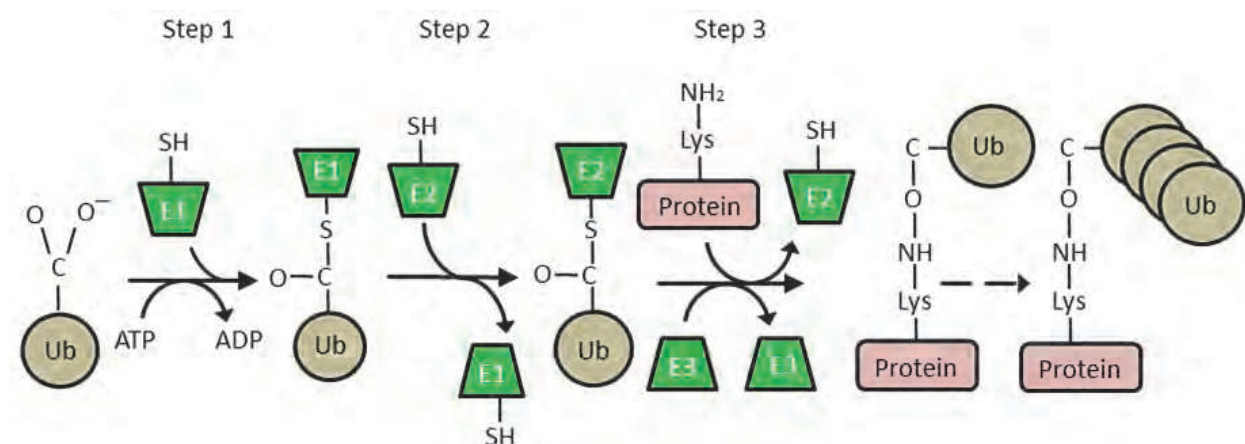 Step 1
Step 2
Step 3
SH
E1
O
O⁻
C
Ub
ATP
ADP
E1
S
O
C
Ub
SH
E2
E1
SH
E2
S
O
C
Ub
NH₂
Lys
Protein
E3
SH
E2
C
Ub
O
NH
Lys
Protein
C
Ub
O
NH
Lys
Protein